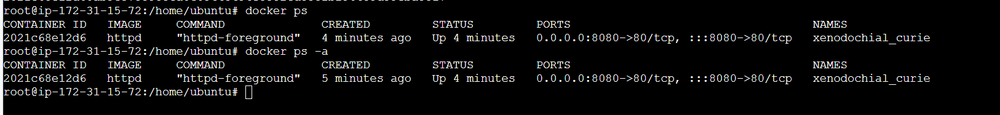 root@ip-172-31-15-72:/home/ubuntu# docker ps
CONTAINER ID   IMAGE     COMMAND              CREATED         STATUS         PORTS                                   NAMES
2021c68e12d6   httpd     "httpd-foreground"   4 minutes ago   Up 4 minutes   0.0.0.0:8080->80/tcp, :::8080->80/tcp   xenodochial_curie
root@ip-172-31-15-72:/home/ubuntu# docker ps -a
CONTAINER ID   IMAGE     COMMAND              CREATED         STATUS         PORTS                                   NAMES
2021c68e12d6   httpd     "httpd-foreground"   5 minutes ago   Up 4 minutes   0.0.0.0:8080->80/tcp, :::8080->80/tcp   xenodochial_curie
root@ip-172-31-15-72:/home/ubuntu#